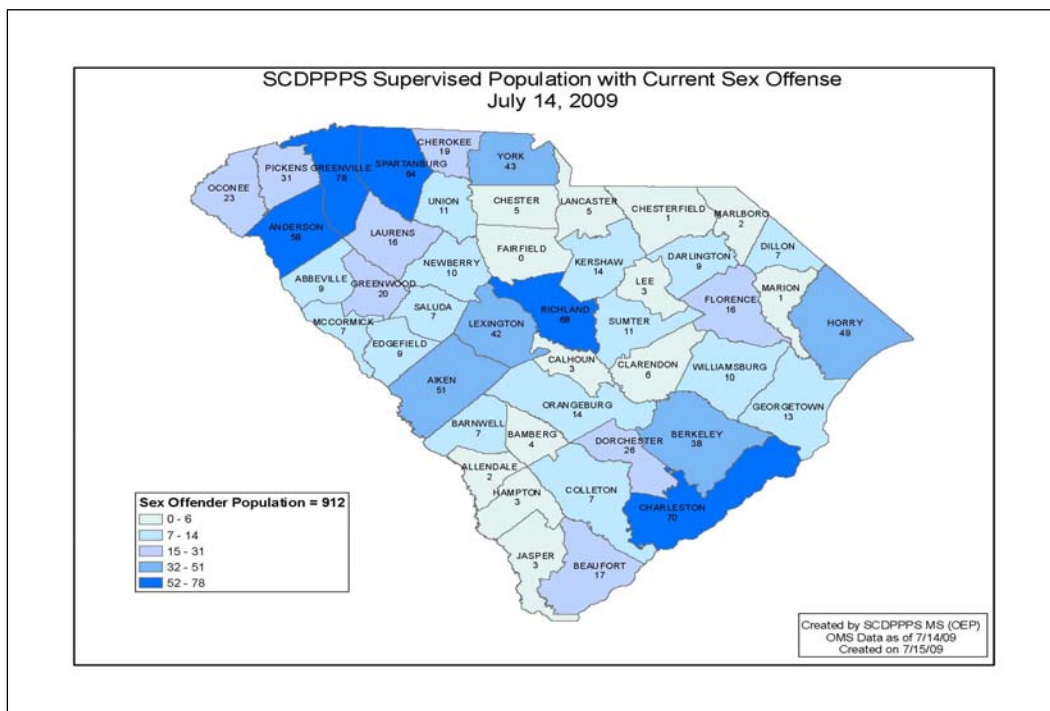 SCDPPPS Supervised Population with Current Sex Offense
July 14, 2009
CHEROKEE
19
YORK
43
SPARTANBURG
64
GREENVILLE
78
PICKENS
31
OCONEE
23
ANDERSON
58
UNION
11
CHESTER
5
LANCASTER
5
CHESTERFIELD
1
MARLBORO
2
DILLON
7
LAURENS
16
FAIRFIELD
0
KERSHAW
14
DARLINGTON
9
NEWBERRY
10
ABBEVILLE
9
GREENWOOD
20
LEE
3
MARION
1
FLORENCE
16
HORRY
49
SALUDA
7
RICHLAND
68
MCCORMICK
7
LEXINGTON
42
SUMTER
11
EDGEFIELD
9
CALHOUN
3
CLARENDON
6
WILLIAMSBURG
10
AIKEN
51
ORANGEBURG
14
GEORGETOWN
13
BARNWELL
7
BAMBERG
4
DORCHESTER
26
BERKELEY
38
ALLENDALE
2
HAMPTON
3
COLLETON
7
CHARLESTON
70
JASPER
3
BEAUFORT
17
Sex Offender Population = 912
0 - 6
7 - 14
15 - 31
32 - 51
52 - 78
Created by SCDPPPS MS (OEP)
OMS Data as of 7/14/09
Created on 7/15/09